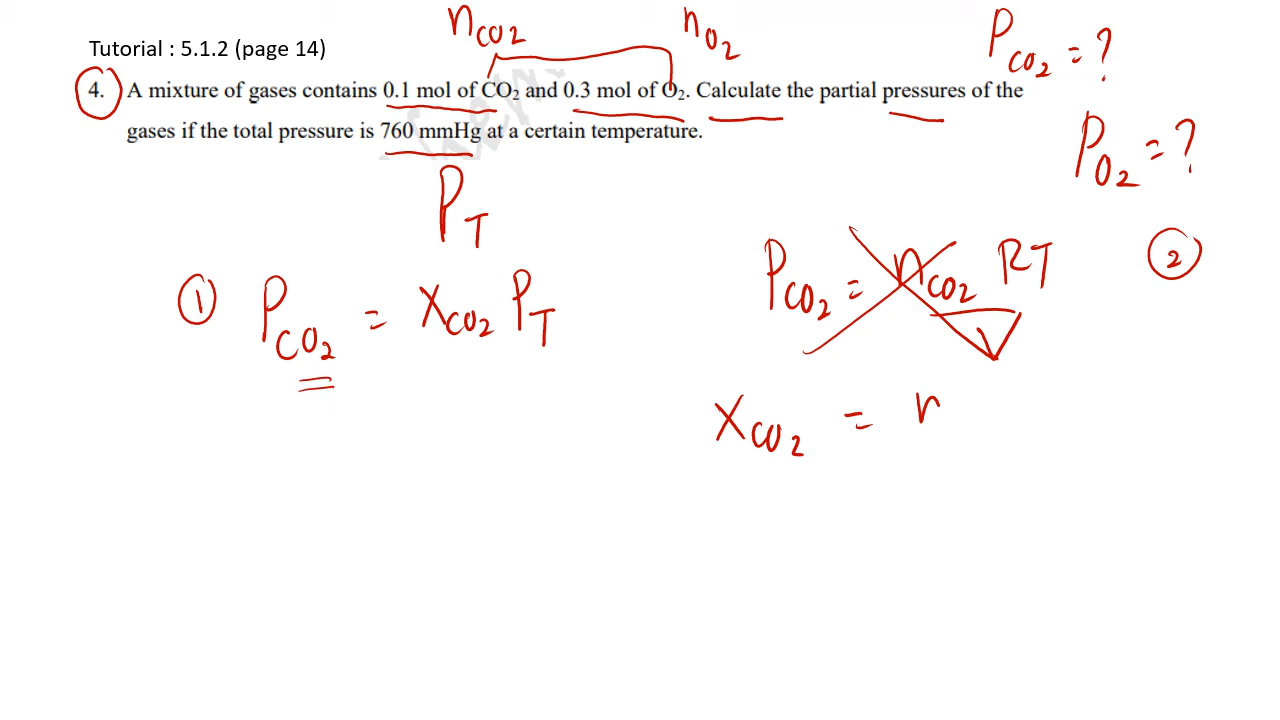 n CO2 n O2 P CO2 = ?
Tutorial : 5.1.2 (page 14)
4. A mixture of gases contains 0.1 mol of CO₂ and 0.3 mol of O₂. Calculate the partial pressures of the
gases if the total pressure is 760 mmHg at a certain temperature.
P O2 = ?
P T
① P CO2 = X CO2 P T
P CO2 = n CO2 RT ②
V
X CO2 = n